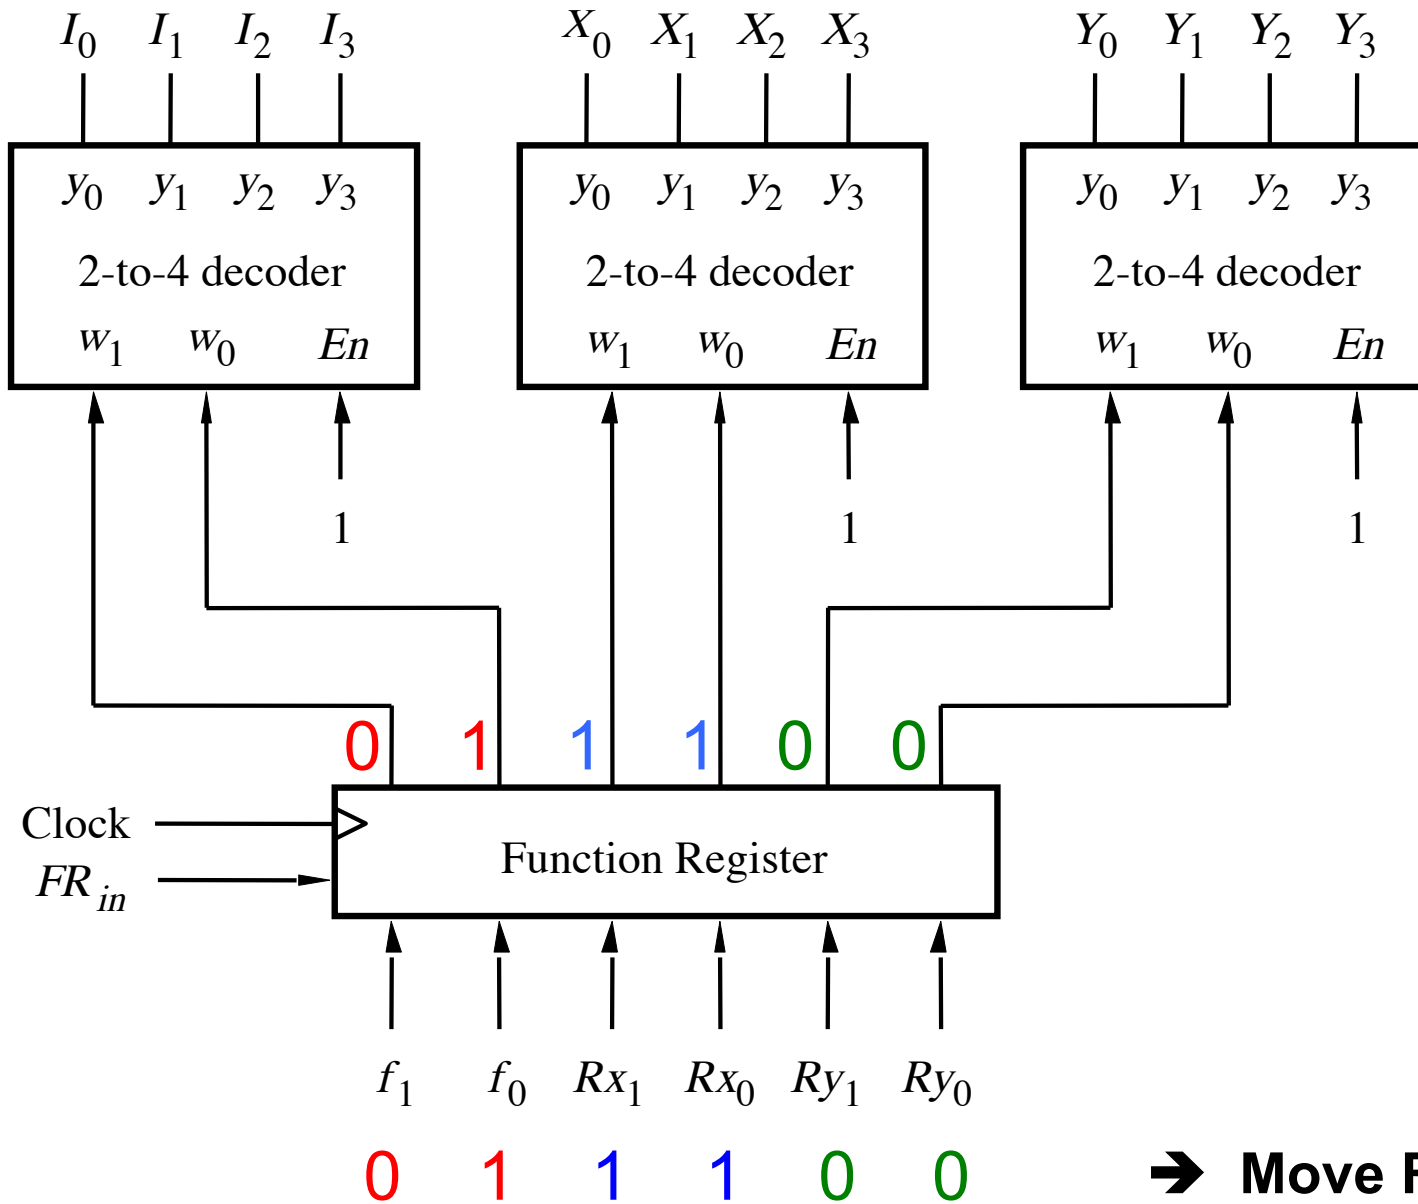 I0 I1 I2 I3 X0 X1 X2 X3 Y0 Y1 Y2 Y3
y0 y1 y2 y3 y0 y1 y2 y3 y0 y1 y2 y3
2-to-4 decoder 2-to-4 decoder 2-to-4 decoder
w1 w0 En w1 w0 En w1 w0 En
1 1 1
0 1 1 1 0 0
Clock
Function Register
FR in
f1 f0 Rx1 Rx0 Ry1 Ry0
0 1 1 1 0 0 ➔ Move